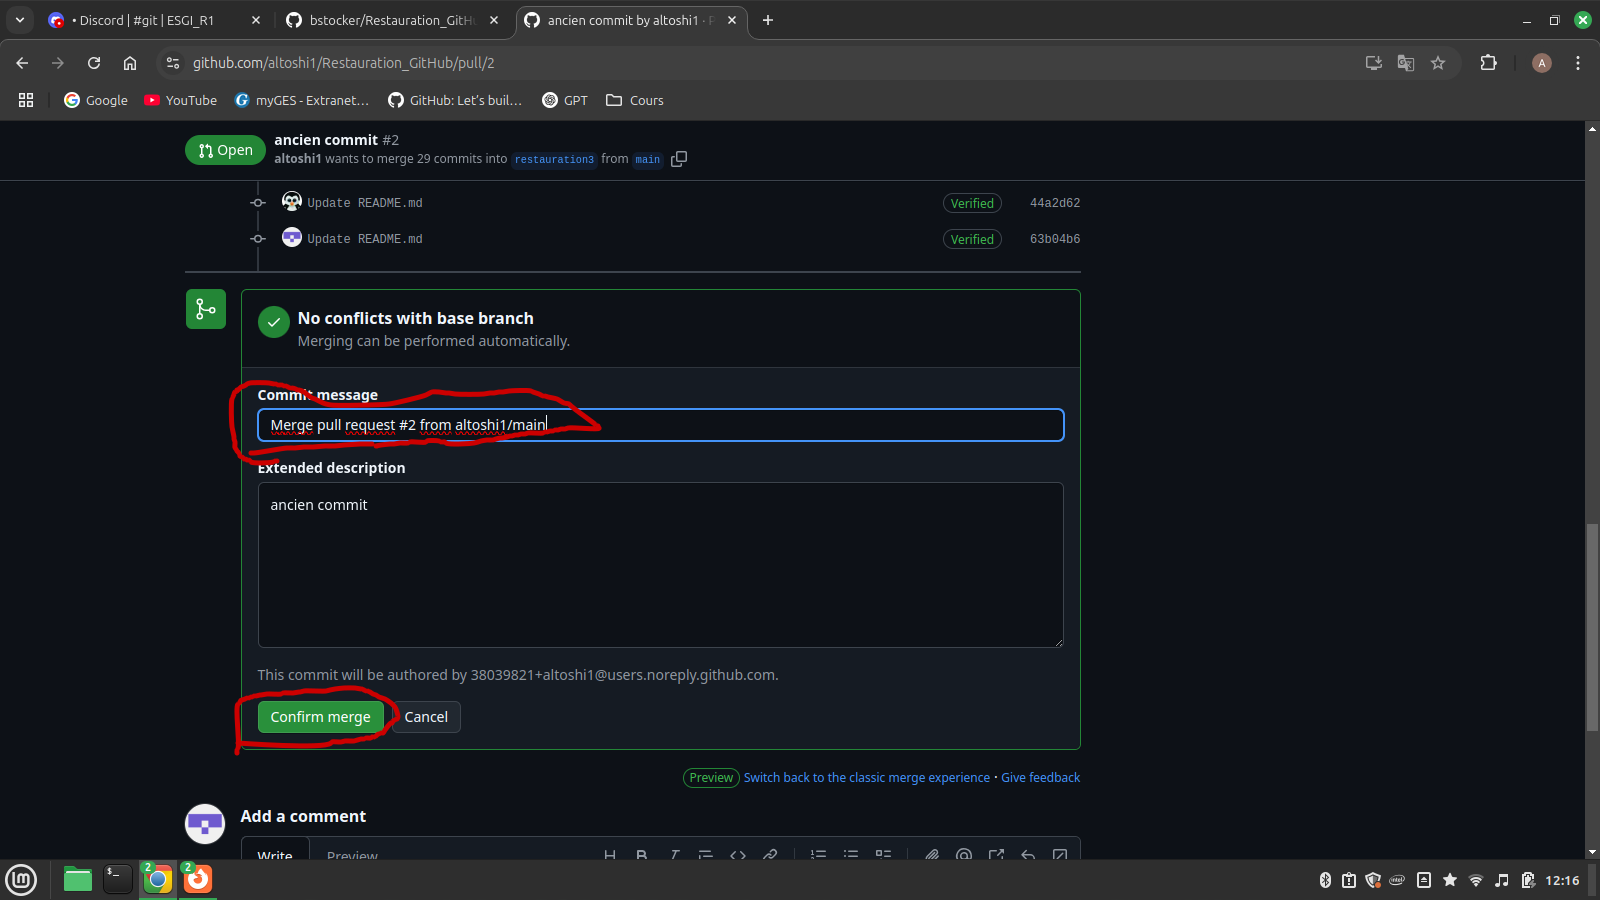 • Discord | #git | ESGI_R1
bstocker/Restauration_GitHu
ancien commit by altoshi1 · P
github.com/altoshi1/Restauration_GitHub/pull/2
A
Google
YouTube
myGES - Extranet...
GitHub: Let's buil...
GPT
Cours
Open
ancien commit #2
altoshi1 wants to merge 29 commits into restauration3 from main
Update README.md
Verified
44a2d62
Update README.md
Verified
63b04b6
No conflicts with base branch
Merging can be performed automatically.
Commit message
Merge pull request #2 from altoshi1/main
Extended description
ancien commit
This commit will be authored by 38039821+altoshi1@users.noreply.github.com.
Confirm merge
Cancel
Preview Switch back to the classic merge experience · Give feedback
Add a comment
Write
Preview
2
2
12:16